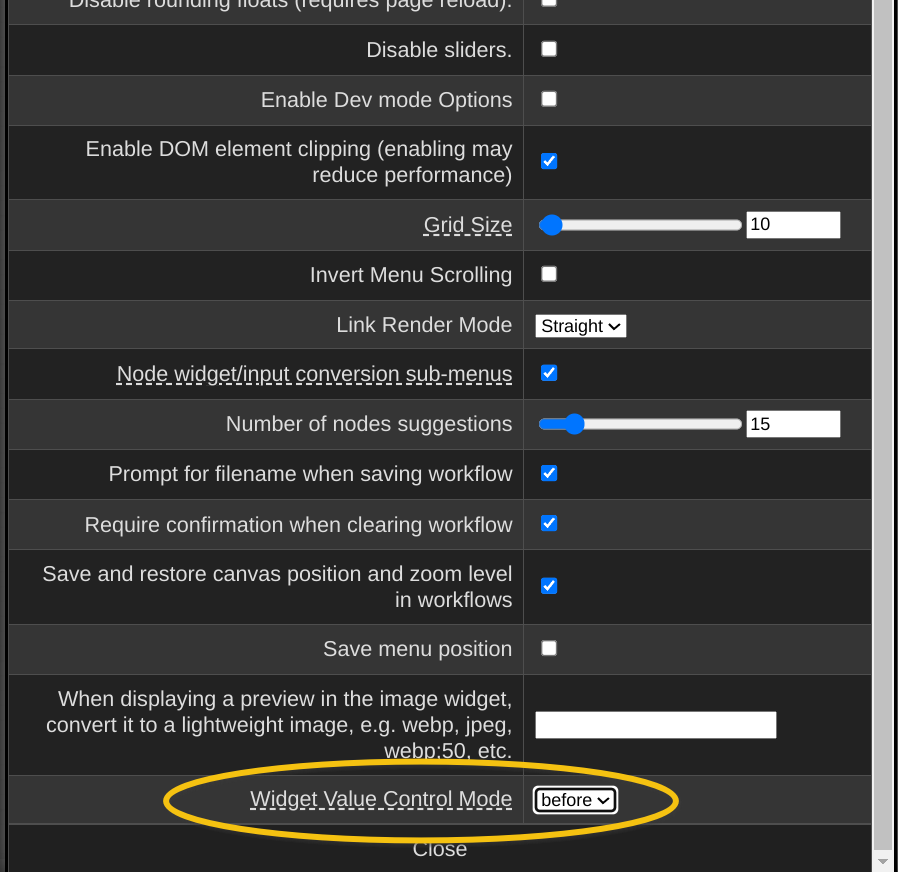 Disable rounding floats (requires page reload).
Disable sliders.
Enable Dev mode Options
Enable DOM element clipping (enabling may
reduce performance)
Grid Size
10
Invert Menu Scrolling
Link Render Mode
Straight
Node widget/input conversion sub-menus
Number of nodes suggestions
15
Prompt for filename when saving workflow
Require confirmation when clearing workflow
Save and restore canvas position and zoom level
in workflows
Save menu position
When displaying a preview in the image widget,
convert it to a lightweight image, e.g. webp, jpeg,
webp;50, etc.
Widget Value Control Mode
before
Close